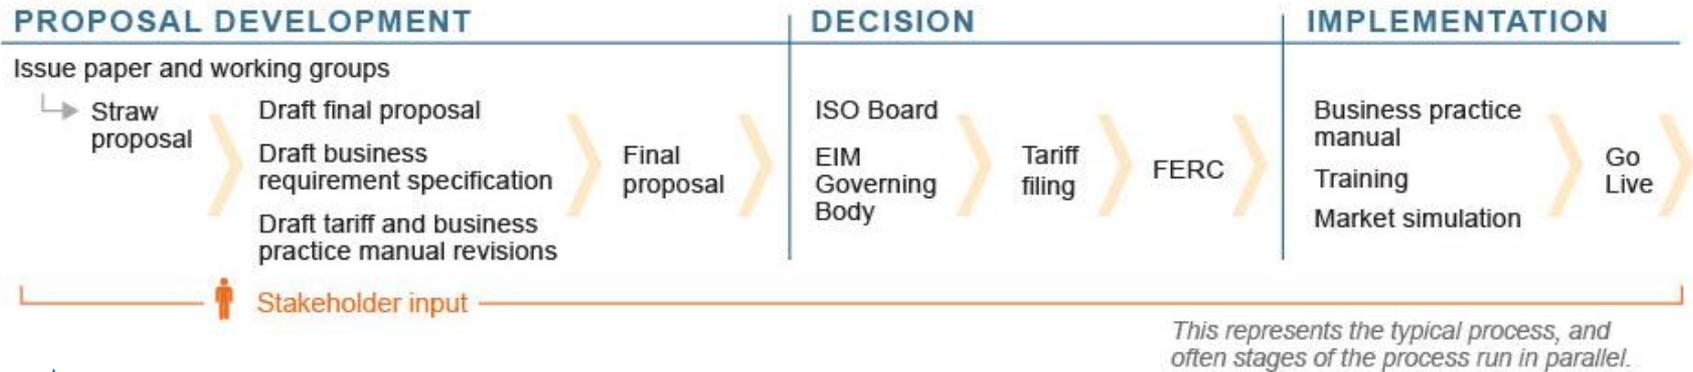 PROPOSAL DEVELOPMENT
Issue paper and working groups
Straw
proposal
Draft final proposal
Draft business
requirement specification
Draft tariff and business
practice manual revisions
Final
proposal
DECISION
ISO Board
EIM
Governing
Body
Tariff
filing
FERC
IMPLEMENTATION
Business practice
manual
Training
Market simulation
Go
Live
Stakeholder input
This represents the typical process, and
often stages of the process run in parallel.